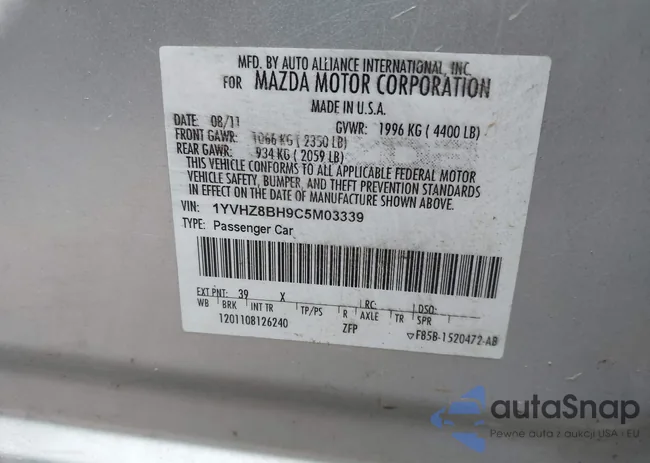 MFD. BY AUTO ALLIANCE INTERNATIONAL, INC.
FOR MAZDA MOTOR CORPORATION
MADE IN U.S.A.
DATE: 08/11 GVWR: 1996 KG ( 4400 LB)
FRONT GAWR: 1066 KG ( 2350 LB)
REAR GAWR: 934 KG ( 2059 LB)
THIS VEHICLE CONFORMS TO ALL APPLICABLE FEDERAL MOTOR
VEHICLE SAFETY, BUMPER, AND THEFT PREVENTION STANDARDS
IN EFFECT ON THE DATE OF MANUFACTURE SHOWN ABOVE.
VIN: 1YVHZ8BH9C5M03339
TYPE: Passenger Car
EXT PNT: 39 X RC: DSO:
WB BRK INT TR TP/PS R AXLE TR SPR
1201108126240 ZFP ▽F85B-1520472-AB
autaSnap
Pewne auta z aukcji USA - EU